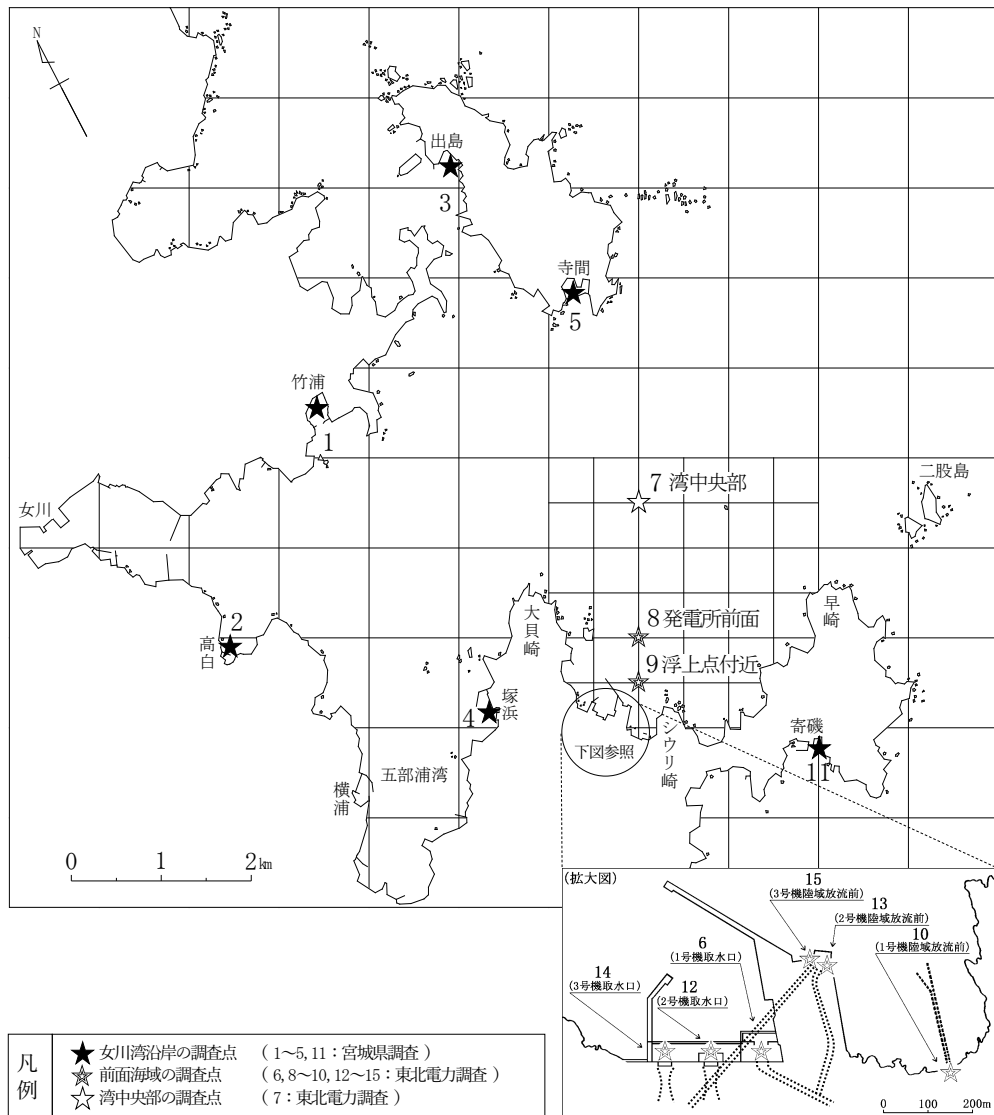 N
出島
3
寺間
5
竹浦
1
女川
7 湾中央部
二股島
2
高白
大貝崎
8 発電所前面
早崎
9 浮上点付近
4
塚浜
シウリ崎
寄磯
11
下図参照
五部浦湾
横浦
0 1 2 km
(拡大図)
15
(3号機陸域放流前)
13
(2号機陸域放流前)
10
(1号機陸域放流前)
6
(1号機取水口)
14
(3号機取水口)
12
(2号機取水口)
0 100 200m
凡例
女川湾沿岸の調査点 (1~5,11:宮城県調査)
前面海域の調査点 (6,8~10,12~15:東北電力調査)
湾中央部の調査点 (7:東北電力調査)